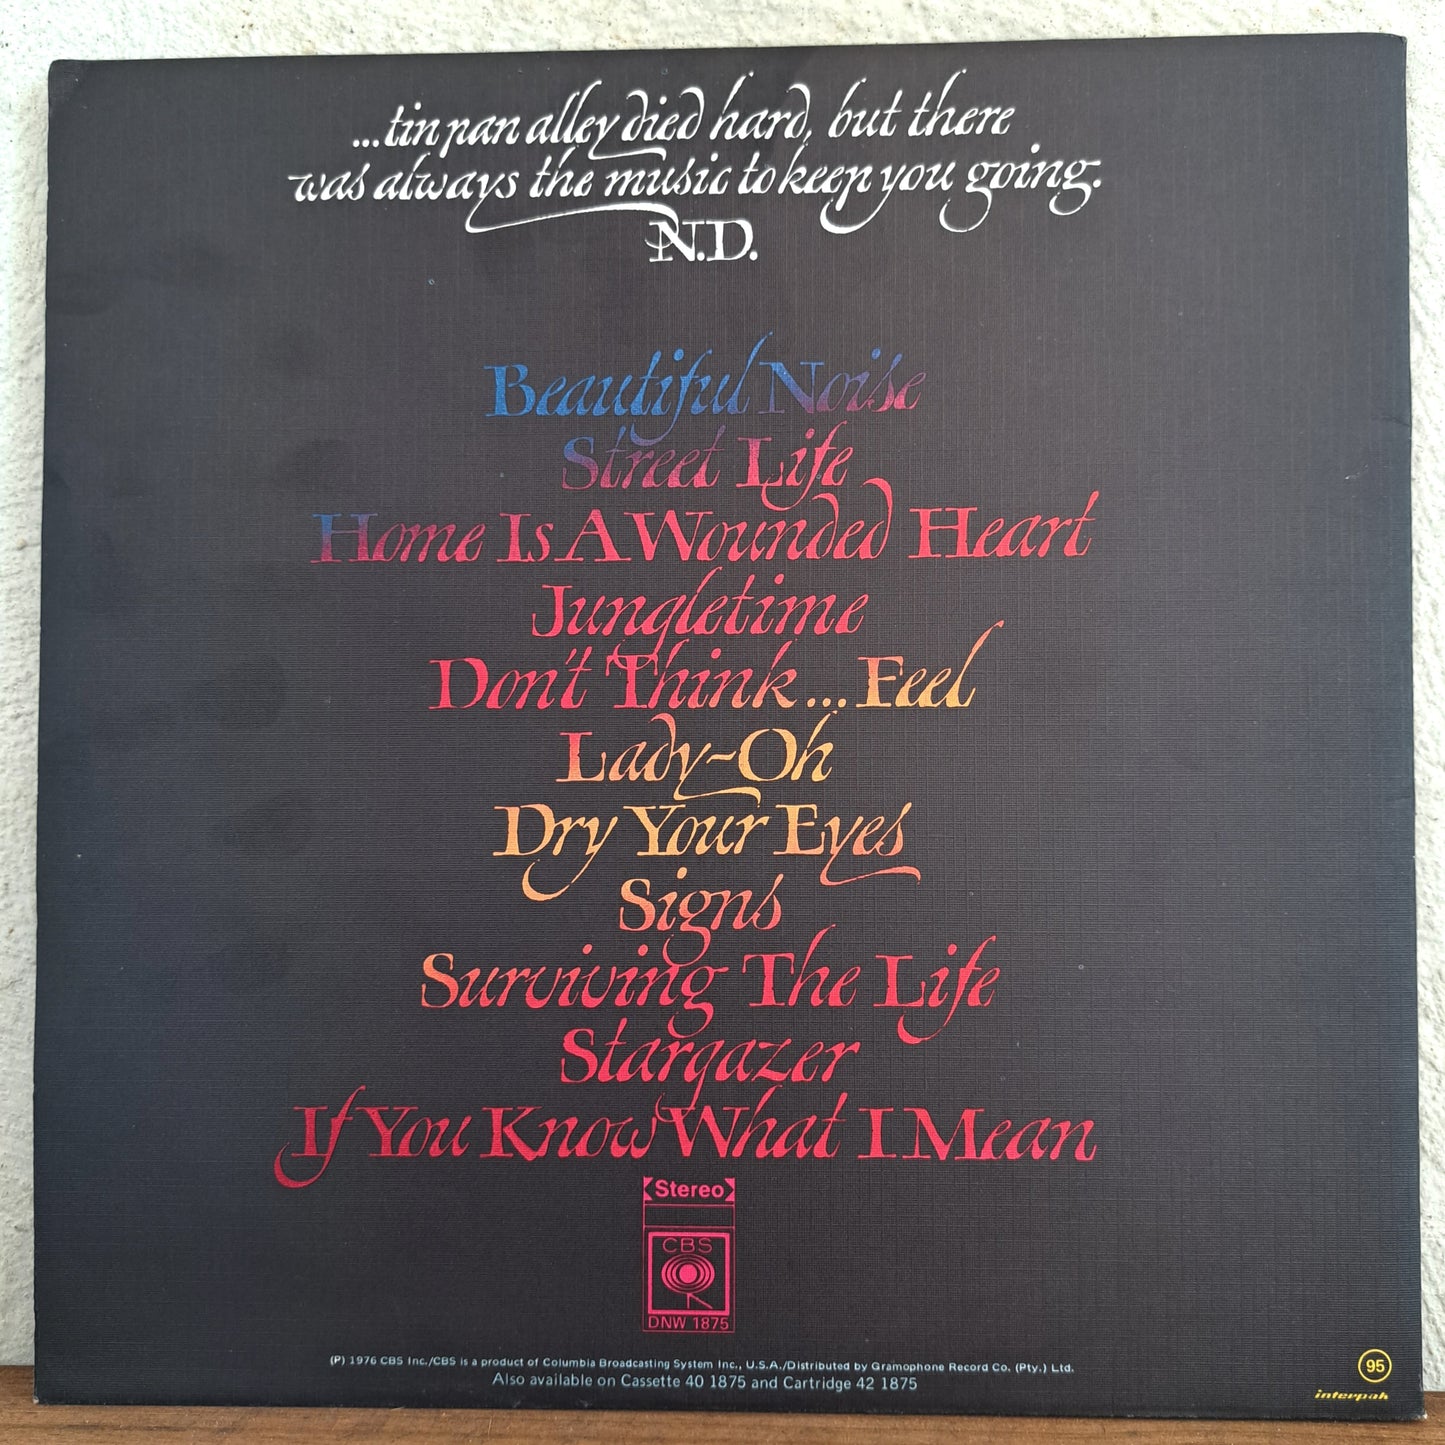 ...tin pan alley died hard, but there
was always the music to keep you going.
N.D.
Beautiful Noise
Street Life
Home Is A Wounded Heart
Jungletime
Don't Think...Feel
Lady~Oh
Dry Your Eyes
Signs
Surviving The Life
Stargazer
If You Know What I Mean
Stereo
CBS
DNW 1875
(P) 1976 CBS Inc./CBS is a product of Columbia Broadcasting System Inc., U.S.A./Distributed by Gramophone Record Co. (Pty.) Ltd.
Also available on Cassette 40 1875 and Cartridge 42 1875
95
interpak